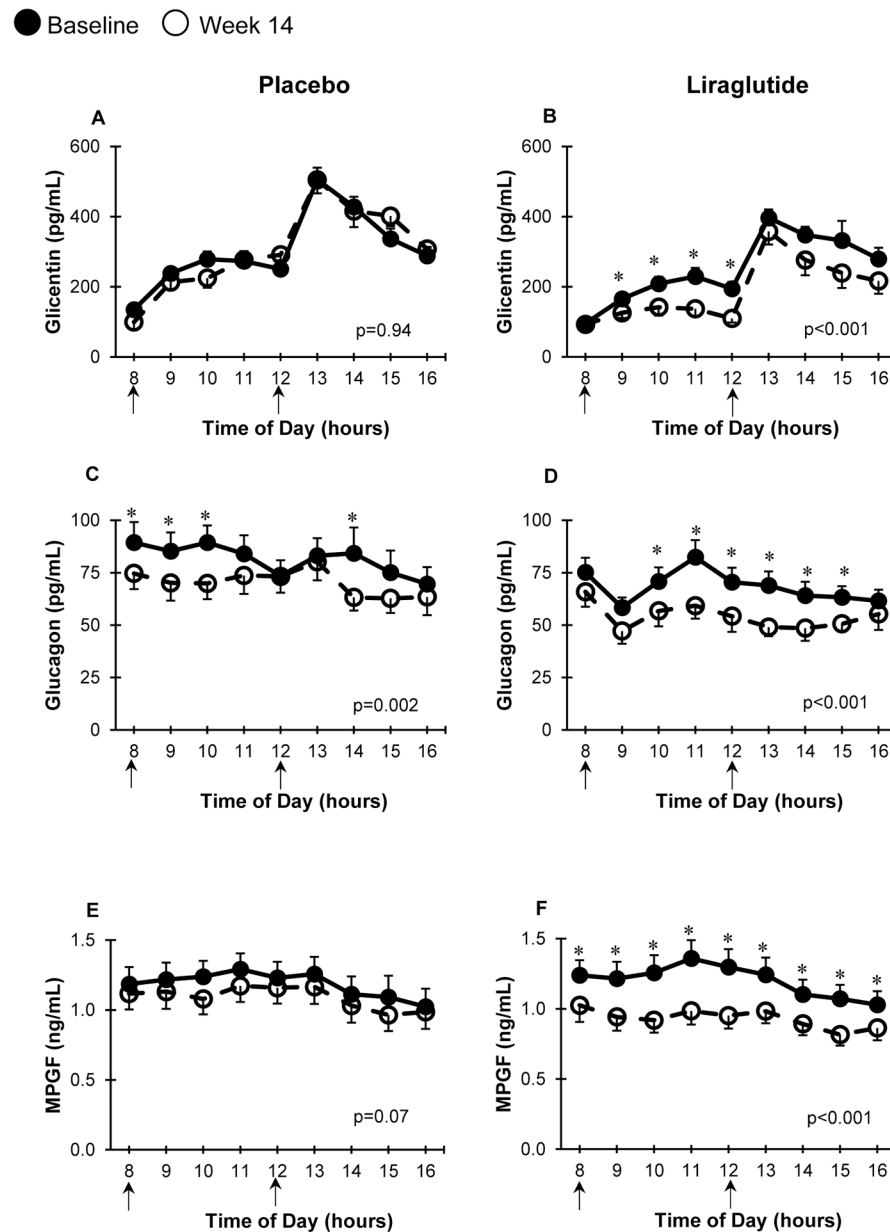 Baseline Week 14
Placebo Liraglutide
A
600
400
200
0
Glicentin (pg/mL)
p=0.94
8 9 10 11 12 13 14 15 16
Time of Day (hours)
B
600
400
200
0
Glicentin (pg/mL)
* * * *
p<0.001
8 9 10 11 12 13 14 15 16
Time of Day (hours)
C
100
75
50
25
0
Glucagon (pg/mL)
* * * *
p=0.002
8 9 10 11 12 13 14 15 16
Time of Day (hours)
D
100
75
50
25
0
Glucagon (pg/mL)
* * * * * *
p<0.001
8 9 10 11 12 13 14 15 16
Time of Day (hours)
E
1.5
1.0
0.5
0.0
MPGF (ng/mL)
p=0.07
8 9 10 11 12 13 14 15 16
Time of Day (hours)
F
1.5
1.0
0.5
0.0
MPGF (ng/mL)
* * * * * * * * *
p<0.001
8 9 10 11 12 13 14 15 16
Time of Day (hours)